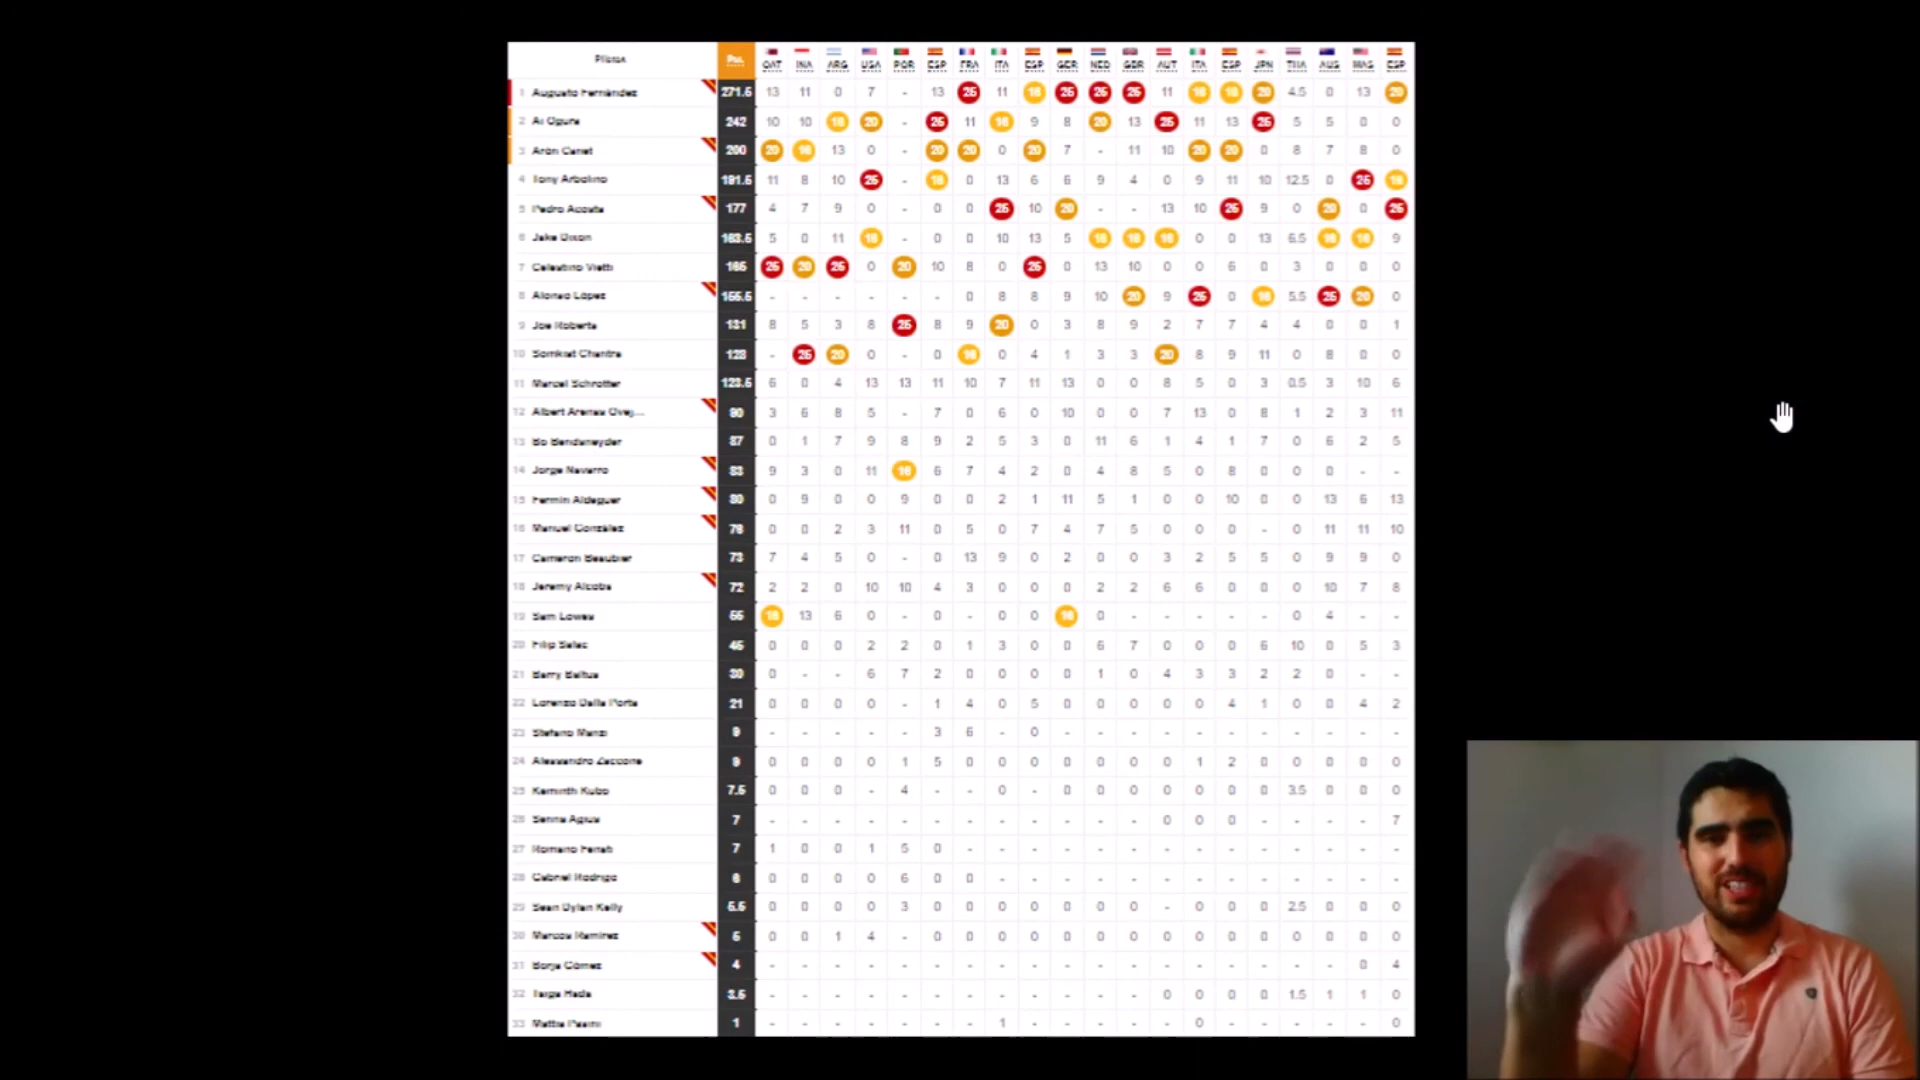 Pilotos Pts. QAT INA ARG USA POR ESP FRA ITA ESP GER NED GBR AUT ITA ESP JPN THA AUS MAS ESP
1 Augusto Fernández 271.5 13 11 0 7 - 13 25 11 16 25 25 25 11 16 16 20 4.5 0 13 20
2 Ai Ogura 242 10 10 16 20 - 25 11 16 9 8 20 13 25 11 13 25 5 5 0 0
3 Arón Canet 200 20 16 13 0 - 20 20 0 20 7 - 11 10 20 20 0 8 7 8 0
4 Tony Arbolino 191.5 11 8 10 25 - 16 0 13 6 6 9 4 0 9 11 10 12.5 0 25 16
5 Pedro Acosta 177 4 7 9 0 - 0 0 25 10 20 - - 13 10 25 9 0 20 0 25
6 Jake Dixon 168.5 5 0 11 16 - 0 0 10 13 5 16 16 16 0 0 13 6.5 16 16 9
7 Celestino Vietti 165 25 20 25 0 20 10 8 0 25 0 13 10 0 0 6 0 3 0 0 0
8 Alonso López 155.5 - - - - - - 0 8 8 9 10 20 9 25 0 16 5.5 25 20 0
9 Joe Roberts 131 8 5 3 8 25 8 9 20 0 3 8 9 2 7 7 4 4 0 0 1
10 Somkiat Chantra 128 - 25 20 0 - 0 16 0 4 1 3 3 20 8 9 11 0 8 0 0
11 Marcel Schrotter 123.5 6 0 4 13 13 11 10 7 11 13 0 0 8 5 0 3 0.5 3 10 6
12 Albert Arenas Ovej... 90 3 6 8 5 - 7 0 6 0 10 0 0 7 13 0 8 1 2 3 11
13 Bo Bendsneyder 87 0 1 7 9 8 9 2 5 3 0 11 6 1 4 1 7 0 6 2 5
14 Jorge Navarro 83 9 3 0 11 16 6 7 4 2 0 4 8 5 0 8 0 0 0 - -
15 Fermín Aldeguer 80 0 9 0 0 9 0 0 2 1 11 5 1 0 0 10 0 0 13 6 13
16 Manuel González 76 0 0 2 3 11 0 5 0 7 4 7 5 0 0 0 - 0 11 11 10
17 Cameron Beaubier 73 7 4 5 0 - 0 13 9 0 2 0 0 3 2 5 5 0 9 9 0
18 Jeremy Alcoba 72 2 2 0 10 10 4 3 0 0 0 2 2 6 6 0 0 0 10 7 8
19 Sam Lowes 55 16 13 6 0 - 0 - 0 0 16 0 - - - - - 0 4 - -
20 Filip Salac 45 0 0 0 2 2 0 1 3 0 0 6 7 0 0 0 6 10 0 5 3
21 Barry Baltus 30 0 - - 6 7 2 0 0 0 0 1 0 4 3 3 2 2 0 - -
22 Lorenzo Dalla Porta 21 0 0 0 0 - 1 4 0 5 0 0 0 0 0 4 1 0 0 4 2
23 Stefano Manzi 9 - - - - - 3 6 - 0 - - - - - - - - - - -
24 Alessandro Zaccone 9 0 0 0 0 1 5 0 0 0 0 0 0 0 1 2 0 0 0 0 0
25 Keminth Kubo 7.5 0 0 0 - 4 - - 0 - 0 0 0 0 0 0 0 3.5 0 0 0
26 Senna Agius 7 - - - - - - - - - - - - 0 0 0 - - - - 7
27 Romano Fenati 7 1 0 0 1 5 0 - - - - - - - - - - - - - -
28 Gabriel Rodrigo 6 0 0 0 0 6 0 0 - - - - - - - - - - - - -
29 Sean Dylan Kelly 5.5 0 0 0 0 3 0 0 0 0 0 0 0 - 0 0 0 2.5 0 0 0
30 Marcos Ramírez 5 0 0 1 4 - 0 0 0 0 0 0 0 0 0 0 0 0 0 0 0
31 Borja Gómez 4 - - - - - - - - - - - - - - - - - - 0 4
32 Taiga Hada 3.5 - - - - - - - - - - - - 0 0 0 0 1.5 1 1 0
33 Mattia Pasini 1 - - - - - - - 1 - - - - - 0 - - - - - 0